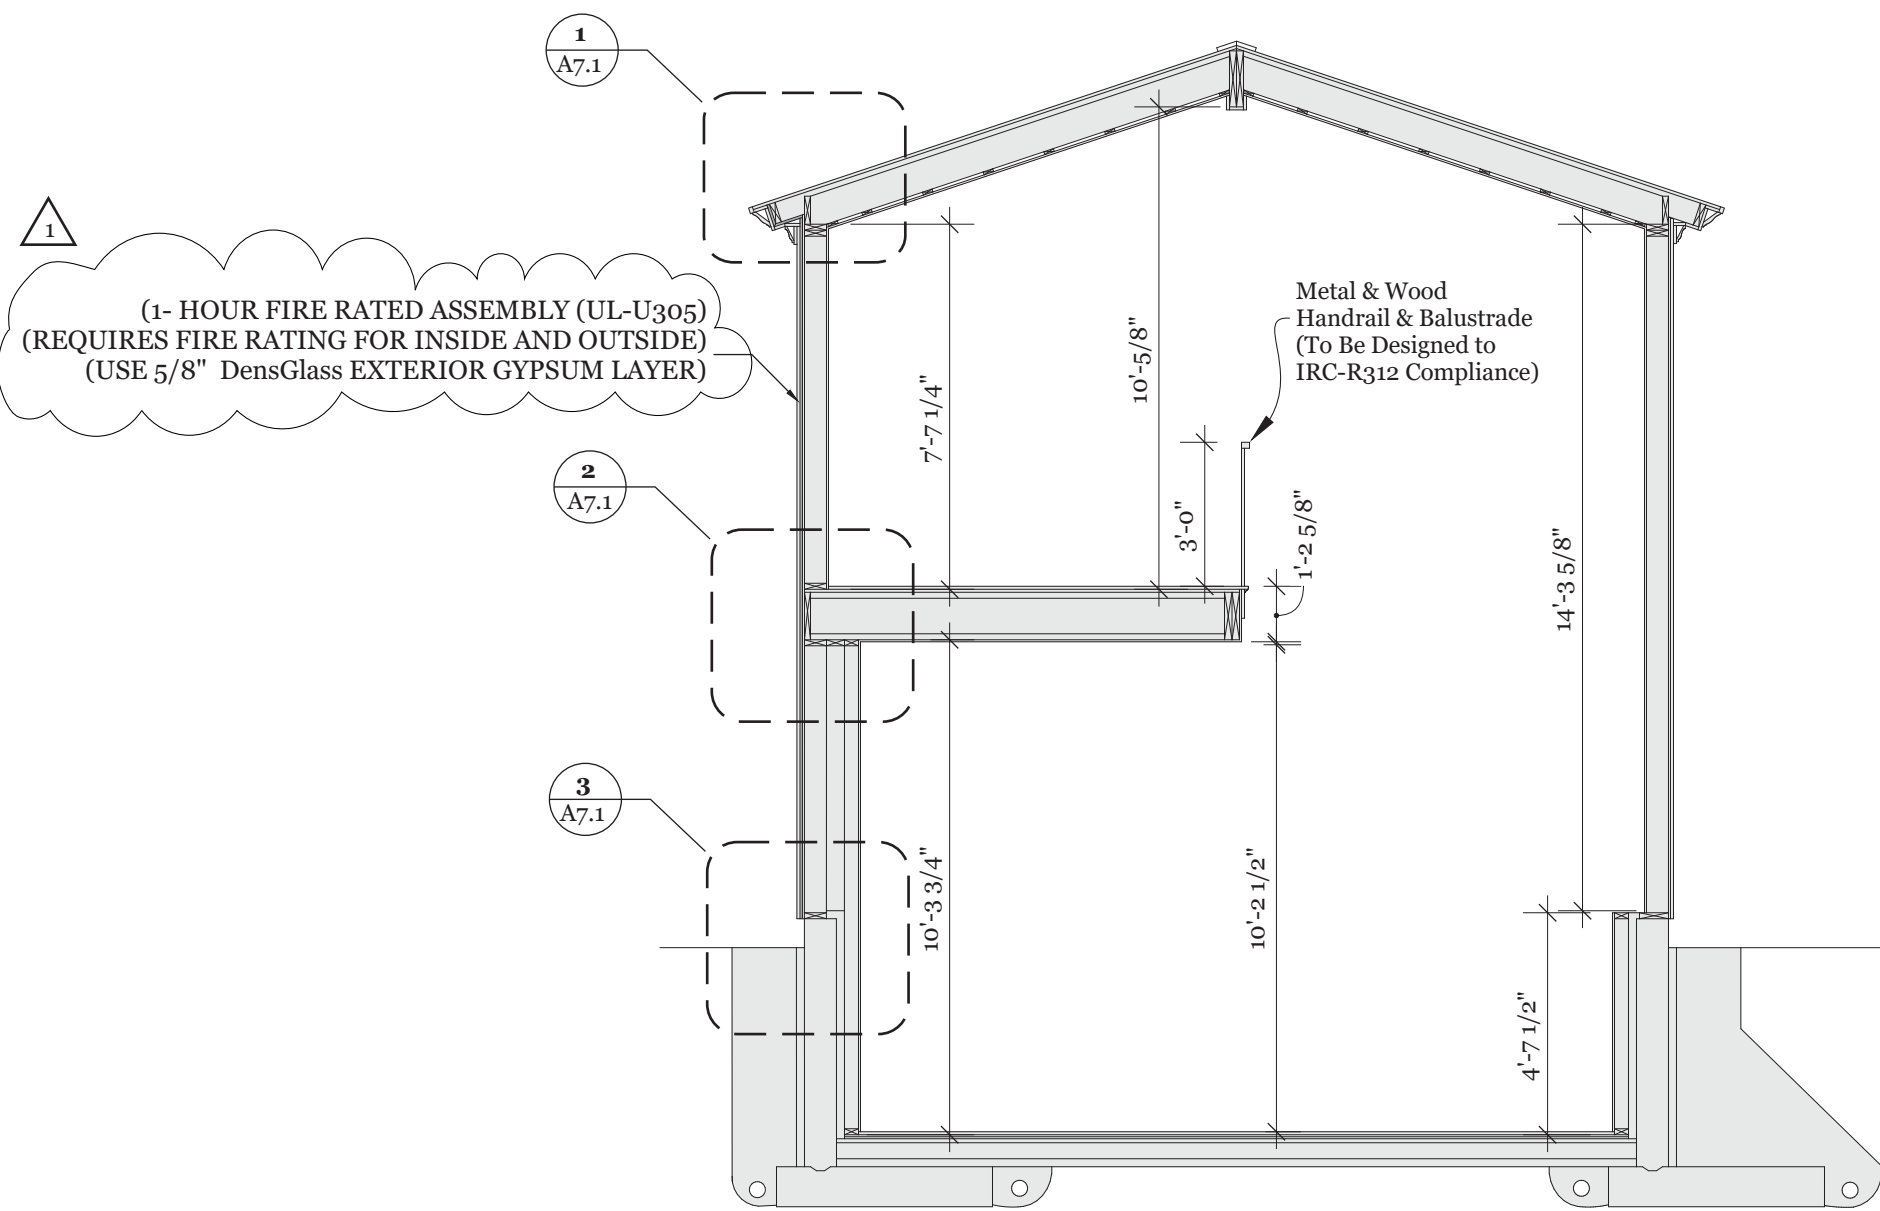 1
A7.1
1
(1- HOUR FIRE RATED ASSEMBLY (UL-U305)
(REQUIRES FIRE RATING FOR INSIDE AND OUTSIDE)
(USE 5/8" DensGlass EXTERIOR GYPSUM LAYER)
Metal & Wood
Handrail & Balustrade
(To Be Designed to
IRC-R312 Compliance)
10'-5/8"
7'-7 1/4"
2
A7.1
3'-0"
1'-2 5/8"
14'-3 5/8"
3
A7.1
10'-3 3/4"
10'-2 1/2"
4'-7 1/2"